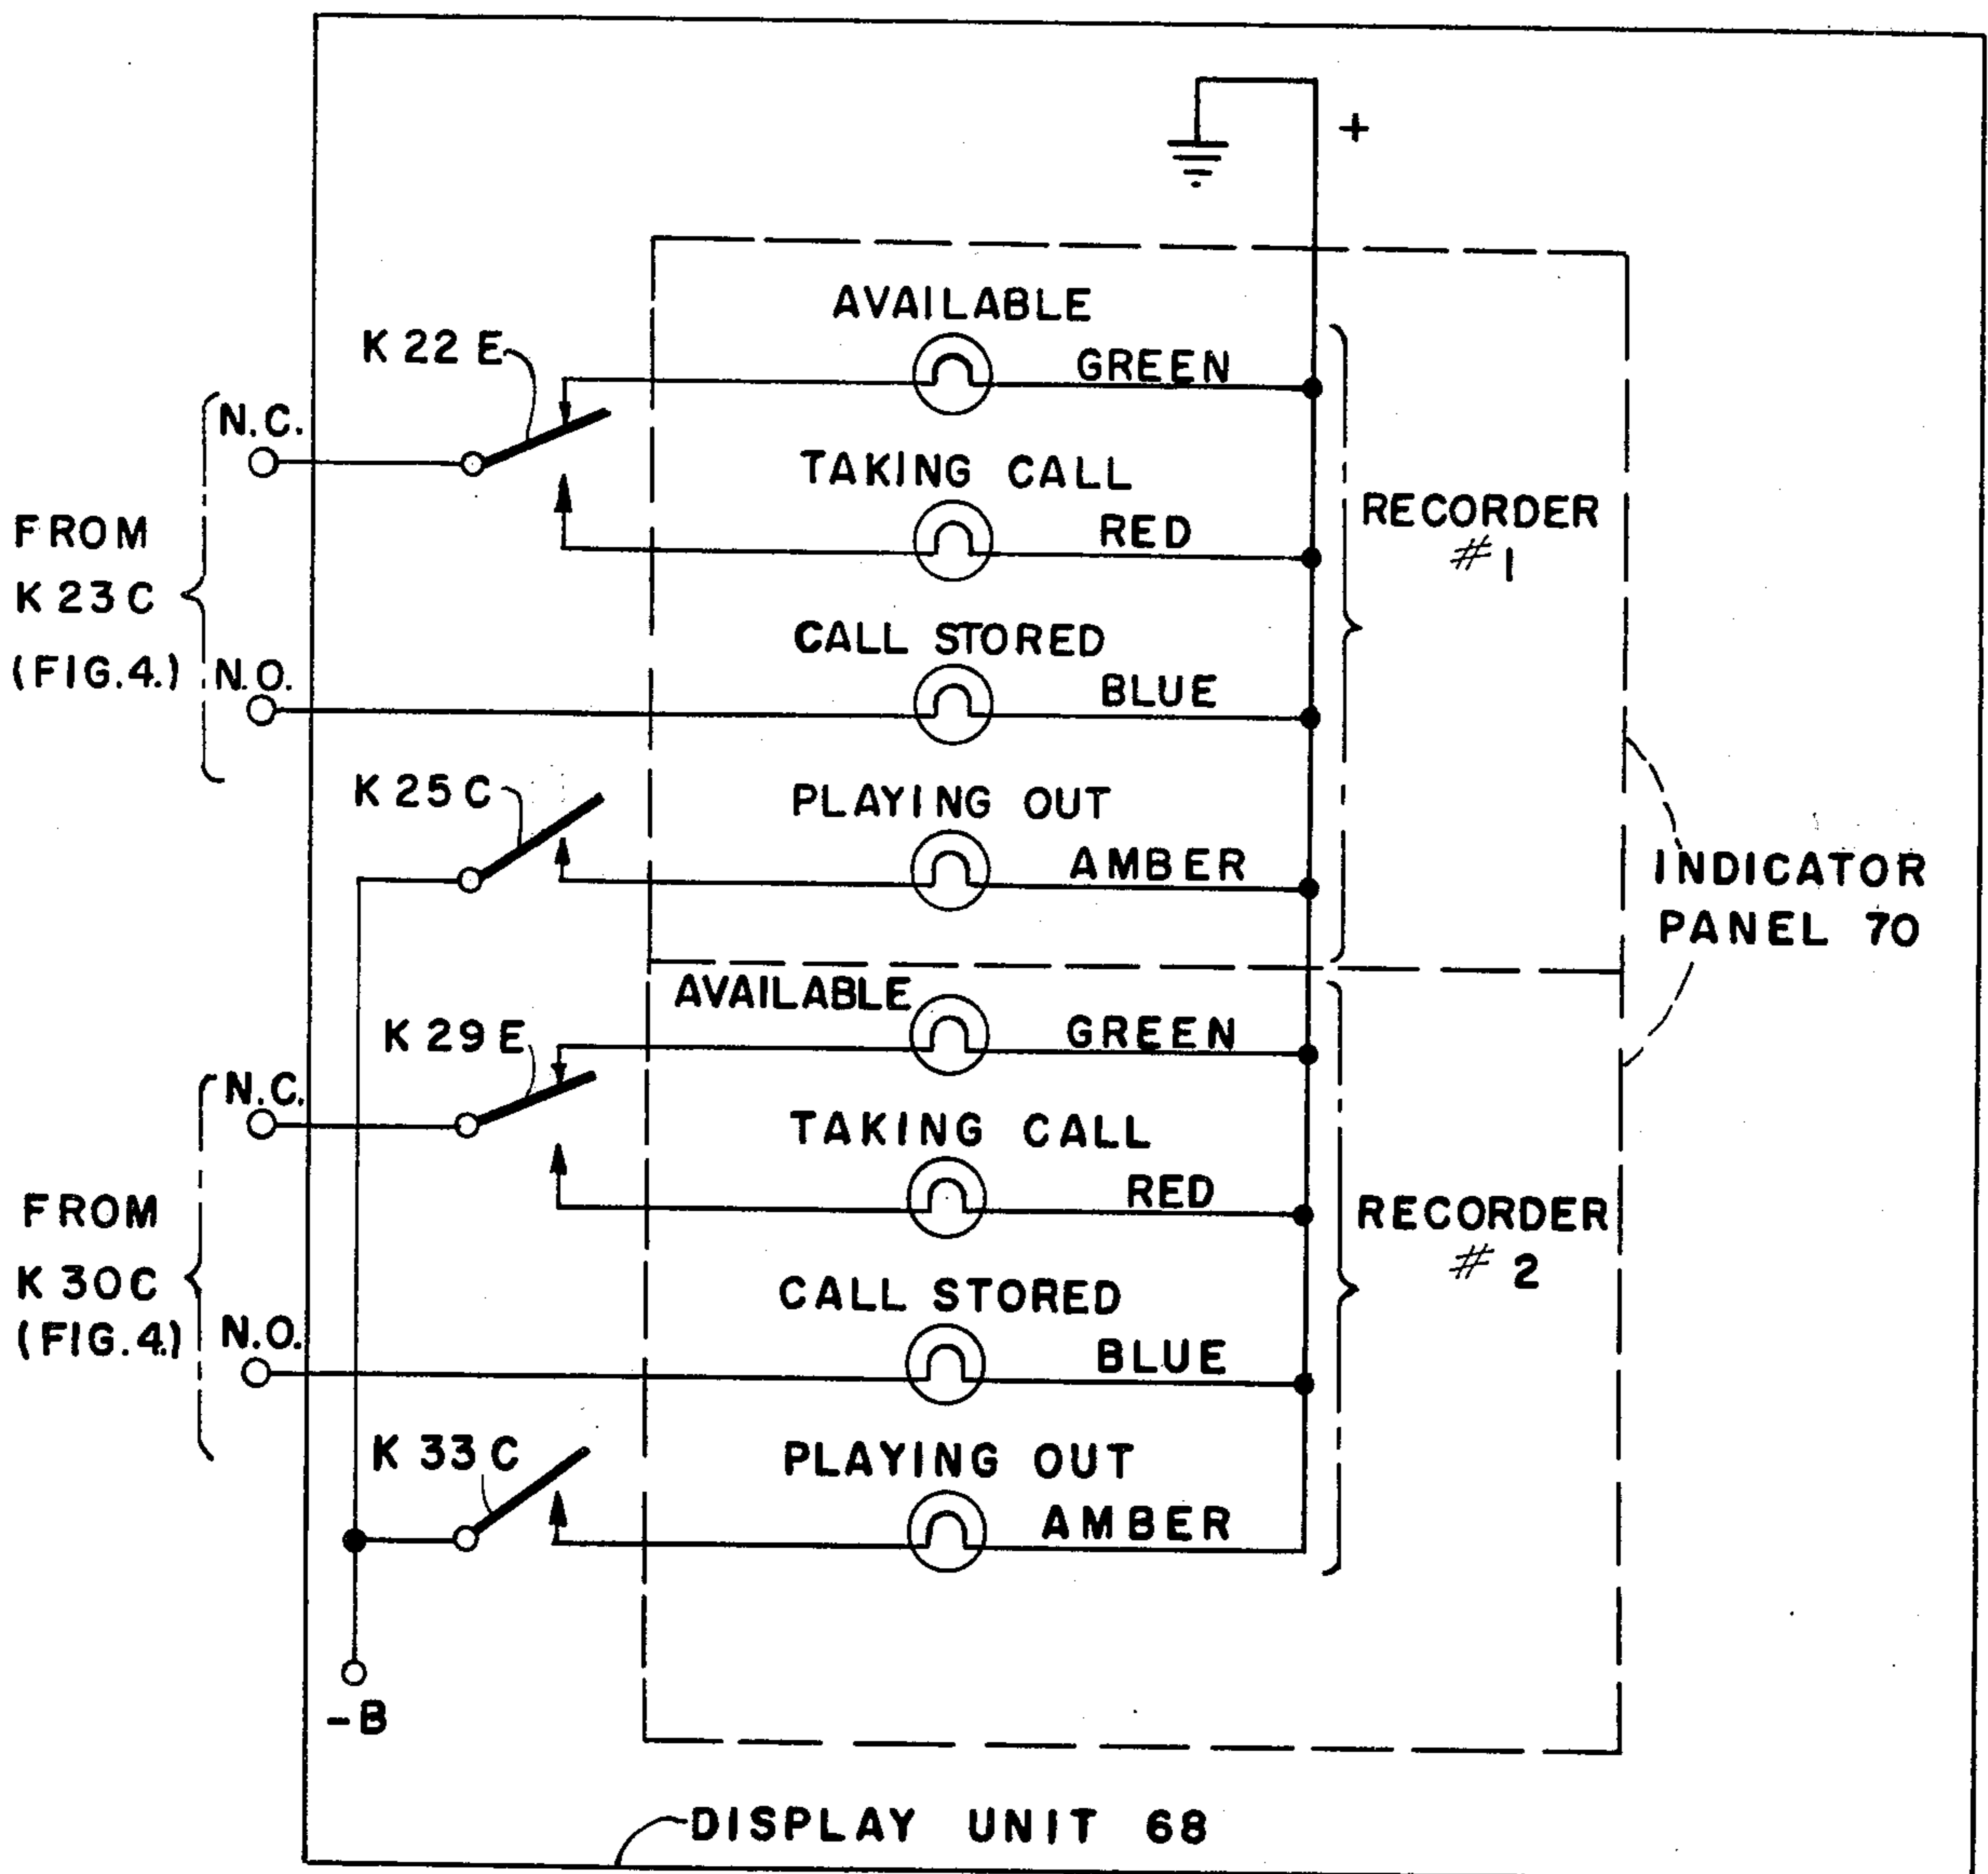 +
AVAILABLE
K 22 E
GREEN
N.C.
TAKING CALL
RED
RECORDER
# 1
FROM
K 23 C
(FIG. 4.)
CALL STORED
N.O.
BLUE
K 25 C
PLAYING OUT
AMBER
INDICATOR
PANEL 70
AVAILABLE
K 29 E
GREEN
N.C.
TAKING CALL
RED
RECORDER
# 2
FROM
K 30 C
(FIG. 4.)
CALL STORED
N.O.
BLUE
K 33 C
PLAYING OUT
AMBER
-B
DISPLAY UNIT 68